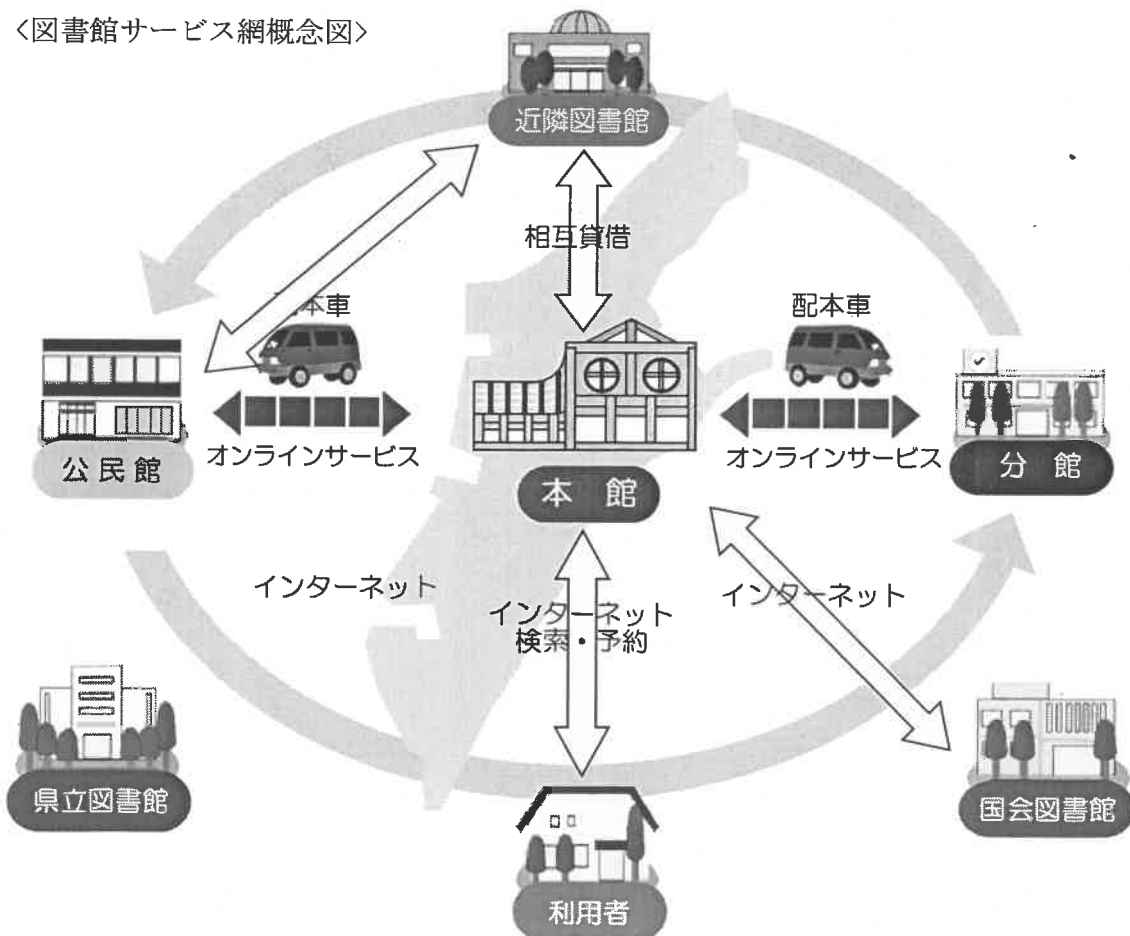 <図書館サービス網概念図>
近隣図書館
相互貸借
本車
配本車
オンラインサービス
オンラインサービス
公民館
本館
分館
インターネット
インターネット
検索・予約
インターネット
県立図書館
国会図書館
利用者